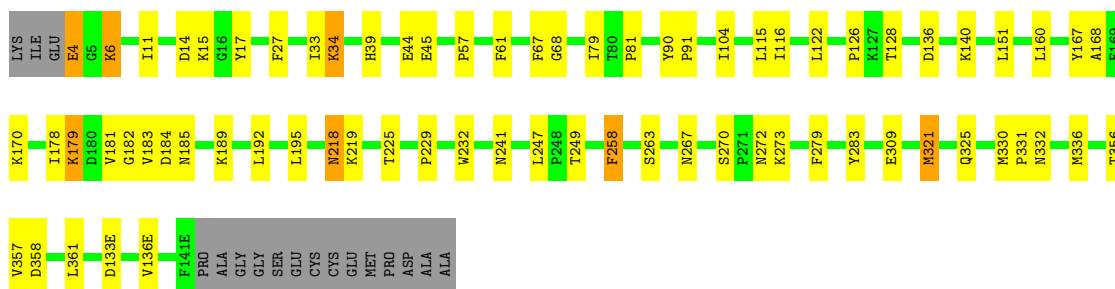 LYS ILE GLU E4 G5 K6 I11 D14 K15 G16 Y17 F27 I33 K34 H39 E44 E45 P57 F61 F67 G68 I79 T80 P81 Y90 P91 I104 L115 I116 L122 P126 K127 T128 D136 K140 L151 L160 Y167 A168 E169
K170 I178 K179 D180 V181 G182 V183 D184 N185 K189 L192 L195 N218 K219 T225 P229 W232 N241 L247 P248 T249 F258 S263 N267 S270 P271 N272 K273 F279 Y283 E309 M321 Q325 M330 P331 N332 M336 T356
V357 D358 L361 D133E V136E F141E PRO ALA GLY GLY SER GLU CYS CYS GLU MET PRO ASP ALA ALA